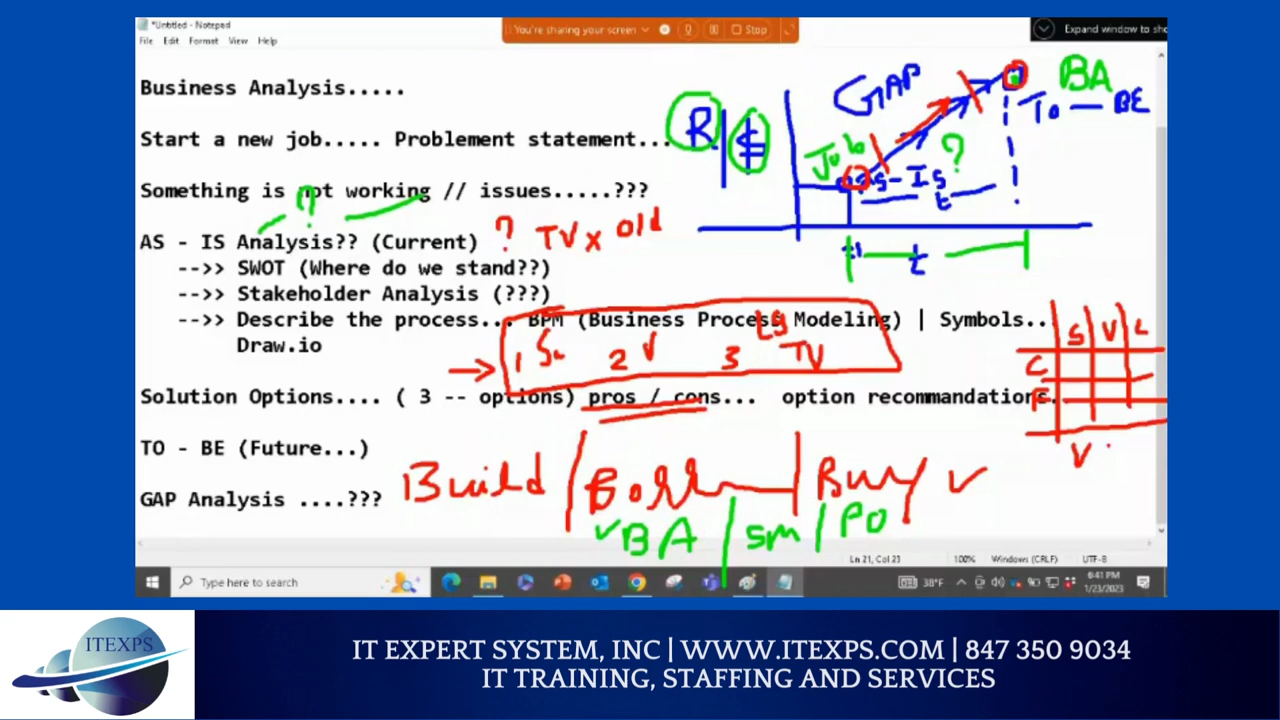 *Untitled - Notepad
You're sharing your screen
Stop
Expand window to sho
File Edit Format View Help
Business Analysis.....
Start a new job..... Problement statement...
Something is not working // issues.....???
AS - IS Analysis?? (Current)
-->> SWOT (Where do we stand??)
-->> Stakeholder Analysis (???)
-->> Describe the process... BPM (Business Process Modeling) | Symbols..
Draw.io
Solution Options.... ( 3 -- options) pros / cons... option recommandations..
TO - BE (Future...)
GAP Analysis ....???
R $
GAP
BA
To - BE
Job
As-Is
?
t
t
?
? TV x old
1 2 V 3 TV
S V L
C
F
V
Build Buy
BA SM PO
Ln 21, Col 23 100% Windows (CRLF) UTF-8
Type here to search
38°F
6:41 PM
1/23/2023
ITEXPS
IT EXPERT SYSTEM, INC | WWW.ITEXPS.COM | 847 350 9034
IT TRAINING, STAFFING AND SERVICES